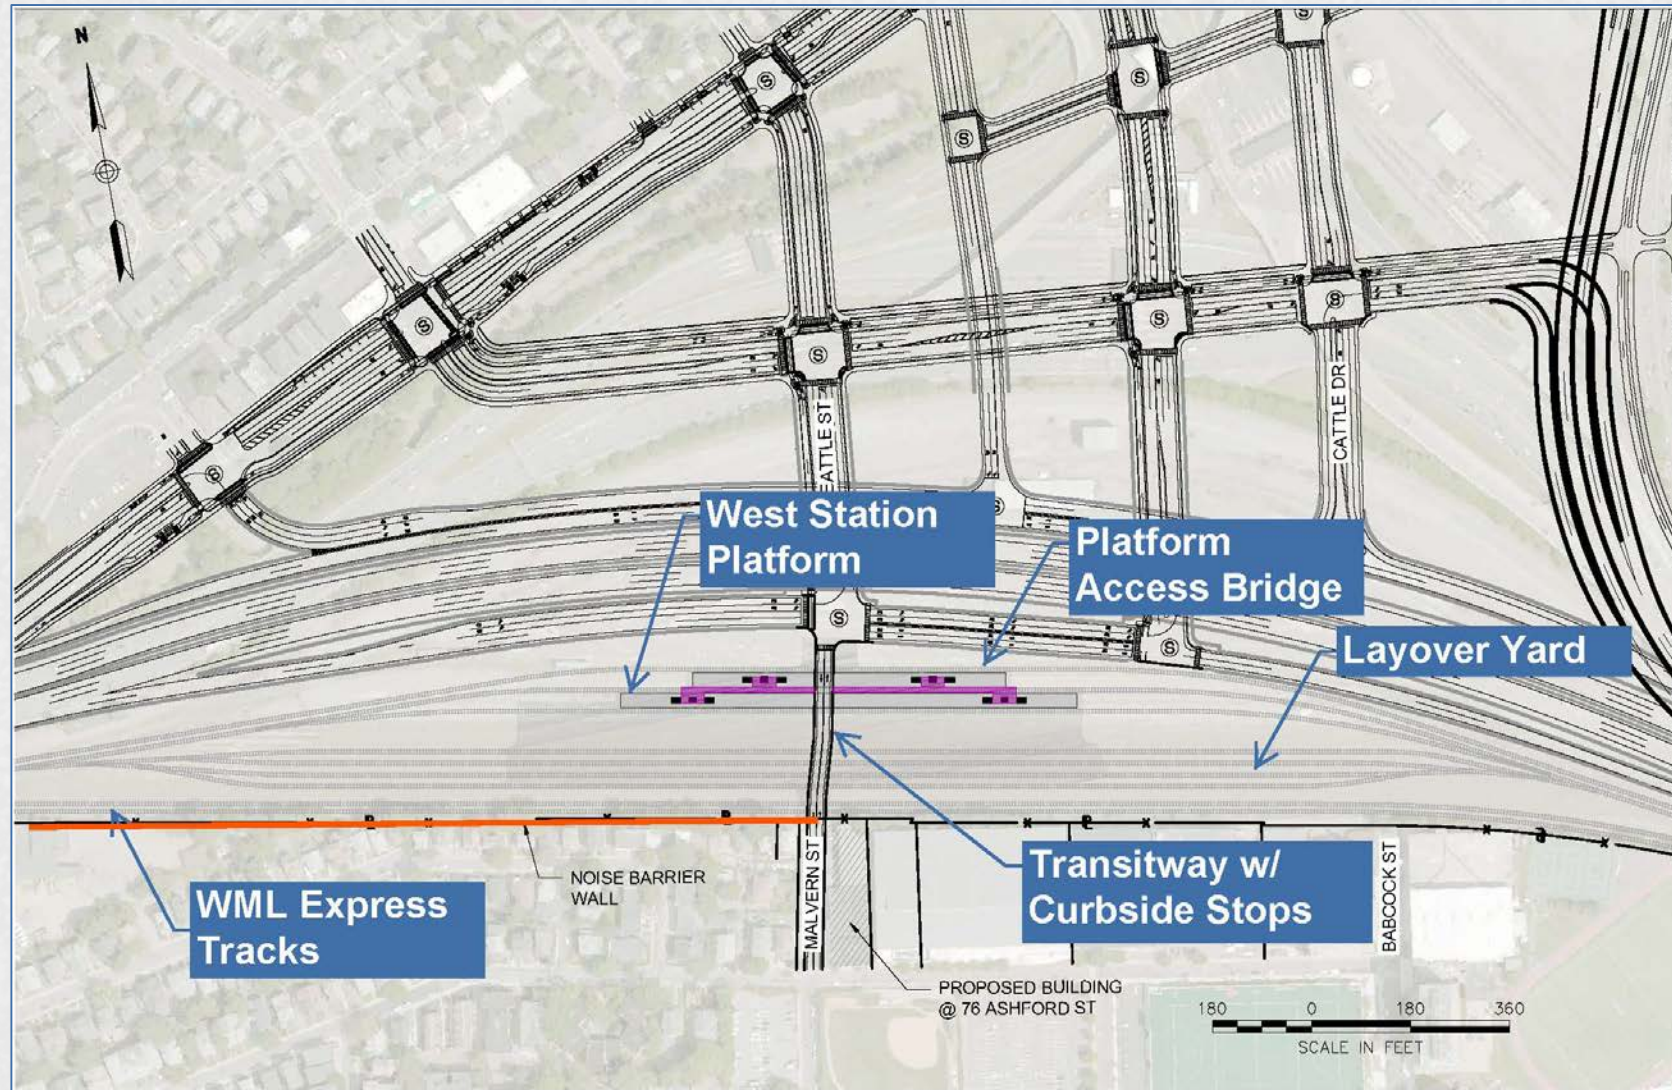 N
S
S
S
S
S
S
S
S
S
EATTLE ST
CATTLE DR
West Station
Platform
S
Platform
Access Bridge
S
S
Layover Yard
WML Express
Tracks
NOISE BARRIER
WALL
MALVERN ST
Transitway w/
Curbside Stops
BABCOCK ST
PROPOSED BUILDING
@ 76 ASHFORD ST
180 0 180 360
SCALE IN FEET